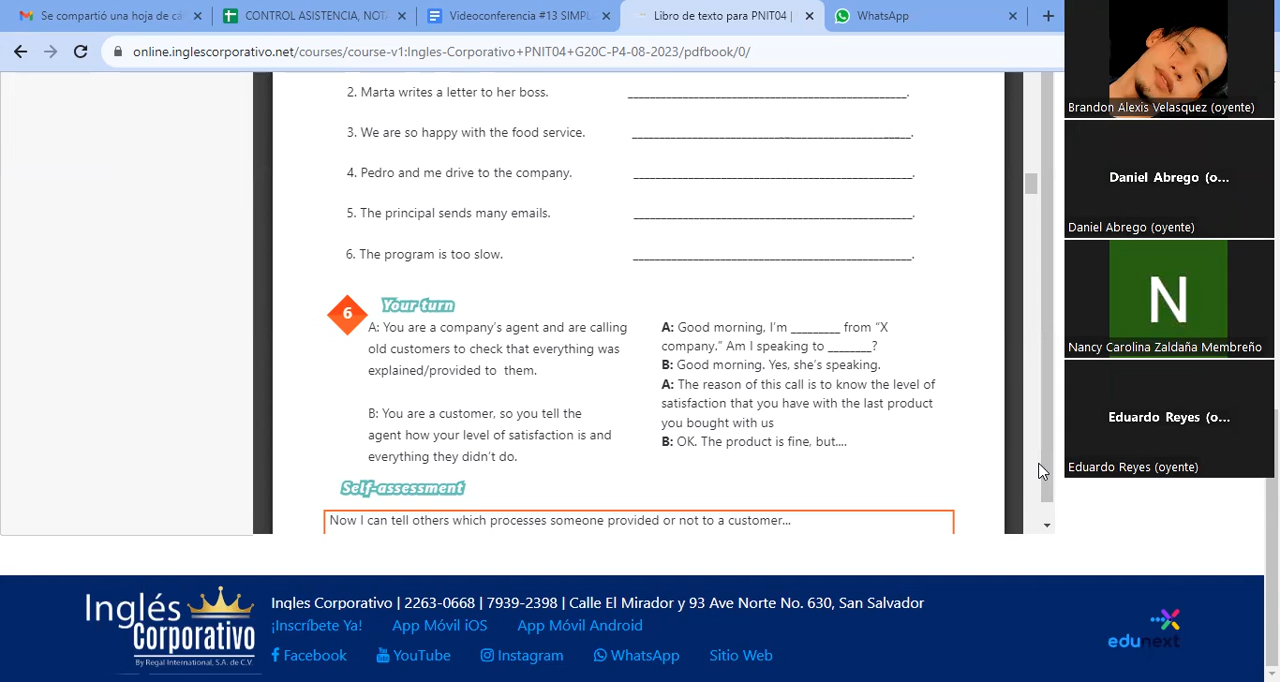 Se compartió una hoja de cá
CONTROL ASISTENCIA, NOTA
Videoconferencia #13 SIMPL
Libro de texto para PNIT04 |
WhatsApp
online.inglescorporativo.net/courses/course-v1:Ingles-Corporativo+PNIT04+G20C-P4-08-2023/pdfbook/0/
2. Marta writes a letter to her boss. ________________________________________.
3. We are so happy with the food service. ________________________________________.
4. Pedro and me drive to the company. ________________________________________.
5. The principal sends many emails. ________________________________________.
6. The program is too slow. ________________________________________.
6 Your turn
A: You are a company's agent and are calling
old customers to check that everything was
explained/provided to them.
B: You are a customer, so you tell the
agent how your level of satisfaction is and
everything they didn't do.
A: Good morning, I'm _________ from "X
company." Am I speaking to ________?
B: Good morning. Yes, she's speaking.
A: The reason of this call is to know the level of
satisfaction that you have with the last product
you bought with us
B: OK. The product is fine, but....
Self-assessment
Now I can tell others which processes someone provided or not to a customer...
Brandon Alexis Velasquez (oyente)
Daniel Abrego (o...
Daniel Abrego (oyente)
N
Nancy Carolina Zaldaña Membreño
Eduardo Reyes (o...
Eduardo Reyes (oyente)
Inglés
Corporativo
By Regal International, S.A. de C.V.
Ingles Corporativo | 2263-0668 | 7939-2398 | Calle El Mirador y 93 Ave Norte No. 630, San Salvador
¡Inscríbete Ya! App Móvil iOS App Móvil Android
Facebook YouTube Instagram WhatsApp Sitio Web
edunext